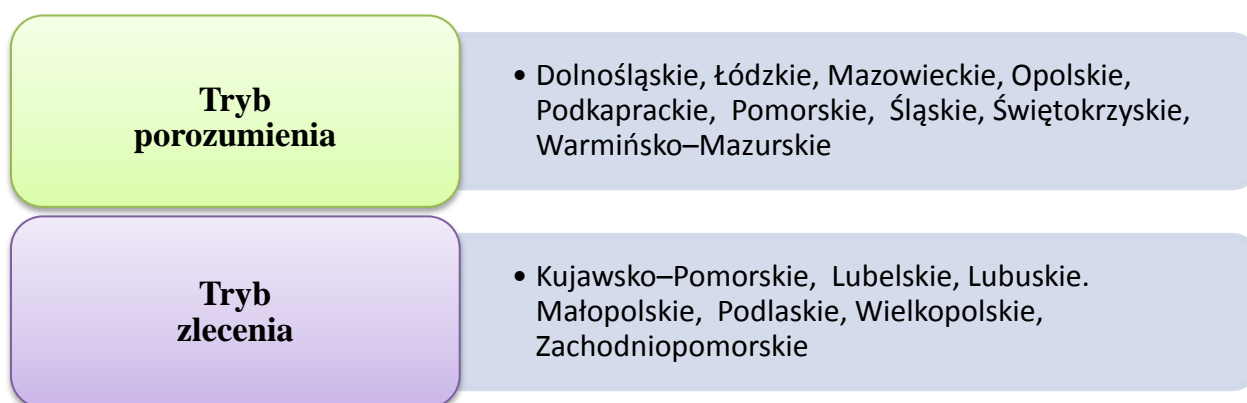 Tryb
porozumienia
• Dolnośląskie, Łódzkie, Mazowieckie, Opolskie,
Podkaprackie, Pomorskie, Śląskie, Świętokrzyskie,
Warmińsko–Mazurskie
Tryb
zlecenia
• Kujawsko–Pomorskie, Lubelskie, Lubuskie.
Małopolskie, Podlaskie, Wielkopolskie,
Zachodniopomorskie